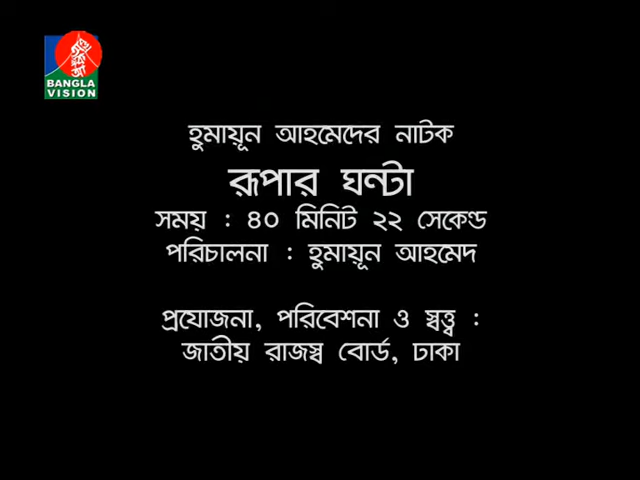 BANGLA
VISION
হুমায়ূন আহমেদের নাটক
রূপার ঘন্টা
সময় : ৪০ মিনিট ২২ সেকেণ্ড
পরিচালনা : হুমায়ূন আহমেদ
প্রযোজনা, পরিবেশনা ও স্বত্ত্ব :
জাতীয় রাজস্ব বোর্ড, ঢাকা